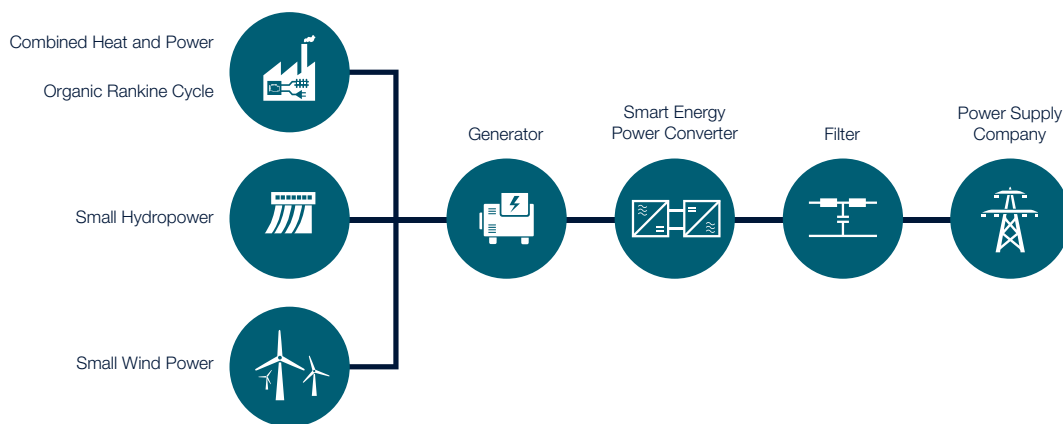 Combined Heat and Power
Organic Rankine Cycle
Small Hydropower
Small Wind Power
Generator
Smart Energy
Power Converter
Filter
Power Supply
Company